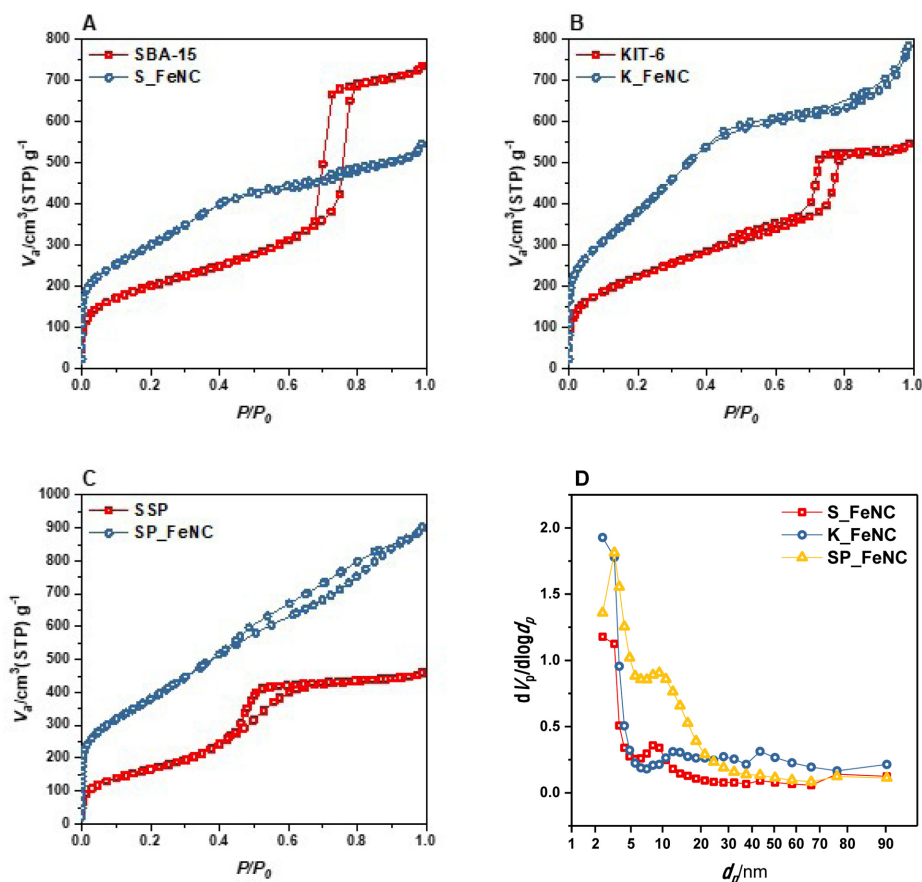 A
SBA-15
S_FeNC
Vₐ/cm³(STP) g⁻¹
800
700
600
500
400
300
200
100
0
0.0 0.2 0.4 0.6 0.8 1.0
P/P₀
B
KIT-6
K_FeNC
Vₐ/cm³(STP) g⁻¹
800
700
600
500
400
300
200
100
0
0.0 0.2 0.4 0.6 0.8 1.0
P/P₀
C
SSP
SP_FeNC
Vₐ/cm³(STP) g⁻¹
1000
900
800
700
600
500
400
300
200
100
0
0.0 0.2 0.4 0.6 0.8 1.0
P/P₀
D
S_FeNC
K_FeNC
SP_FeNC
dVₚ/dlogdₚ
2.0
1.5
1.0
0.5
0.0
1 2 5 10 20 30 40 50 60 70 90
dₚ/nm